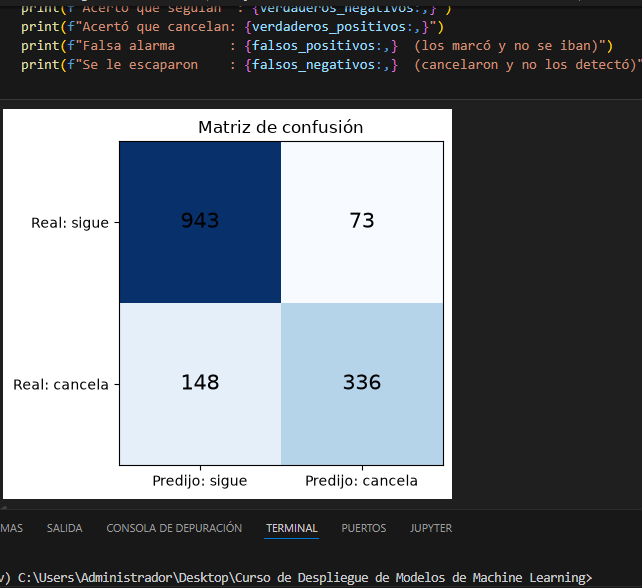 print(f"Acertó que seguían  : {verdaderos_negativos:,}")
print(f"Acertó que cancelan: {verdaderos_positivos:,}")
print(f"Falsa alarma       : {falsos_positivos:,}  (los marcó y no se iban)")
print(f"Se le escaparon    : {falsos_negativos:,}  (cancelaron y no los detectó)"
Matriz de confusión
Real: sigue 943 73
Real: cancela 148 336
Predijo: sigue Predijo: cancela
MAS SALIDA CONSOLA DE DEPURACIÓN TERMINAL PUERTOS JUPYTER
v) C:\Users\Administrador\Desktop\Curso de Despliegue de Modelos de Machine Learning>